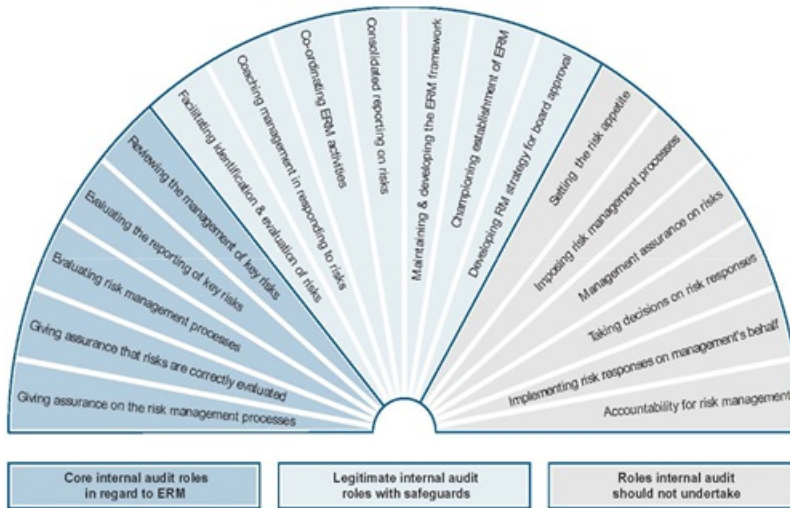 Giving assurance on the risk management processes
Giving assurance that risks are correctly evaluated
Evaluating risk management processes
Evaluating the reporting of key risks
Reviewing the management of key risks
Facilitating identification & evaluation of risks
Coaching management in responding to risks
Co-ordinating ERM activities
Consolidated reporting on risks
Maintaining & developing the ERM framework
Championing establishment of ERM
Developing RM strategy for board approval
Setting the risk appetite
Imposing risk management processes
Management assurance on risks
Taking decisions on risk responses
Implementing risk responses on management's behalf
Accountability for risk management
Core internal audit roles
in regard to ERM
Legitimate internal audit
roles with safeguards
Roles internal audit
should not undertake